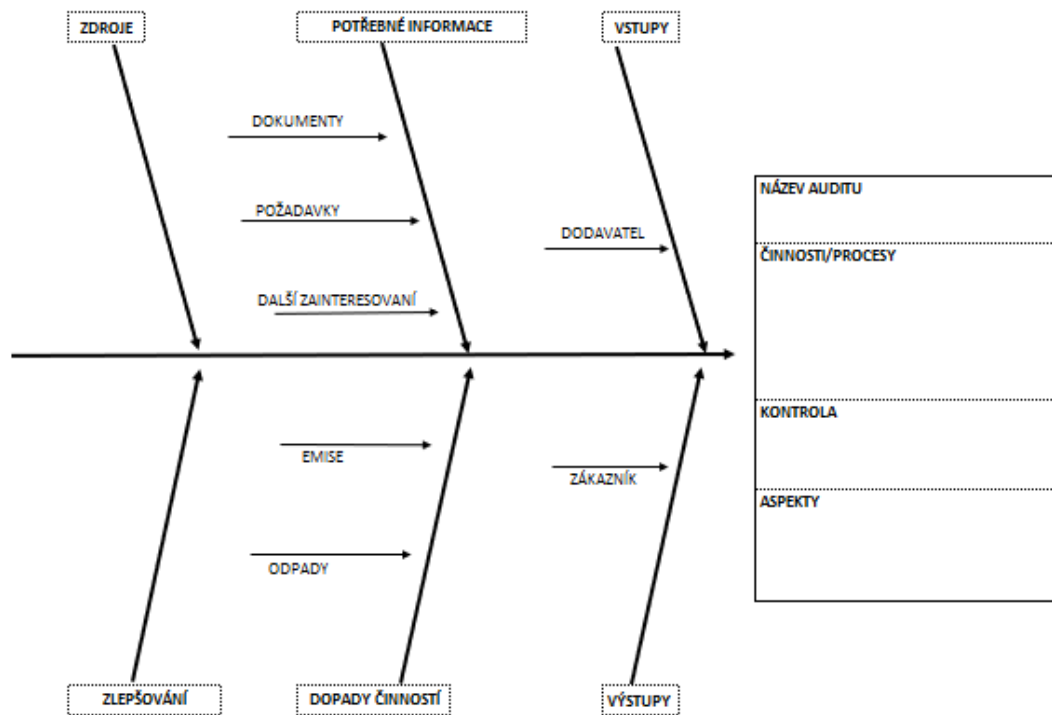 ZDROJE
POTŘEBNÉ INFORMACE
VSTUPY
DOKUMENTY
POŽADAVKY
DODAVATEL
DALŠÍ ZAINTERESOVANÍ
NÁZEV AUDITU
ČINNOSTI/PROCESY
KONTROLA
ASPEKTY
EMISE
ZÁKAZNÍK
ODPADY
ZLEPŠOVÁNÍ
DOPADY ČINNOSTÍ
VÝSTUPY